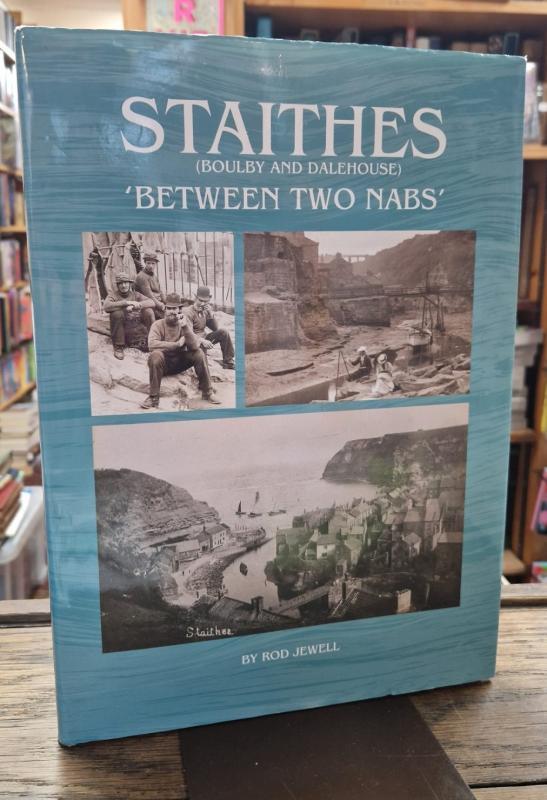 STAITHES
(BOULBY AND DALEHOUSE)
'BETWEEN TWO NABS'
Staithes.
BY ROD JEWELL
R